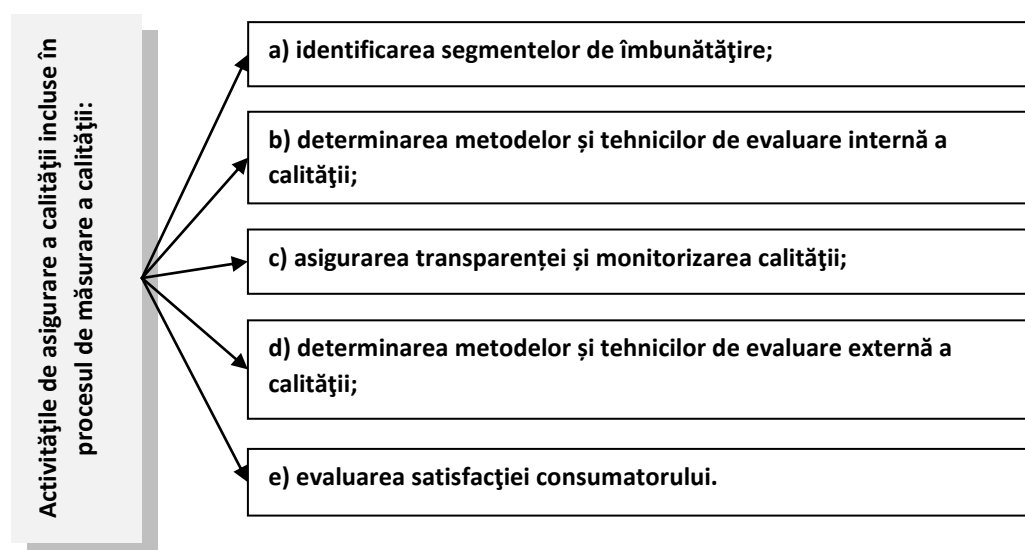 Activităţile de asigurare a calităţii incluse în
procesul de măsurare a calităţii:
a) identificarea segmentelor de îmbunătăţire;
b) determinarea metodelor și tehnicilor de evaluare internă a
calităţii;
c) asigurarea transparenței și monitorizarea calităţii;
d) determinarea metodelor și tehnicilor de evaluare externă a
calităţii;
e) evaluarea satisfacţiei consumatorului.